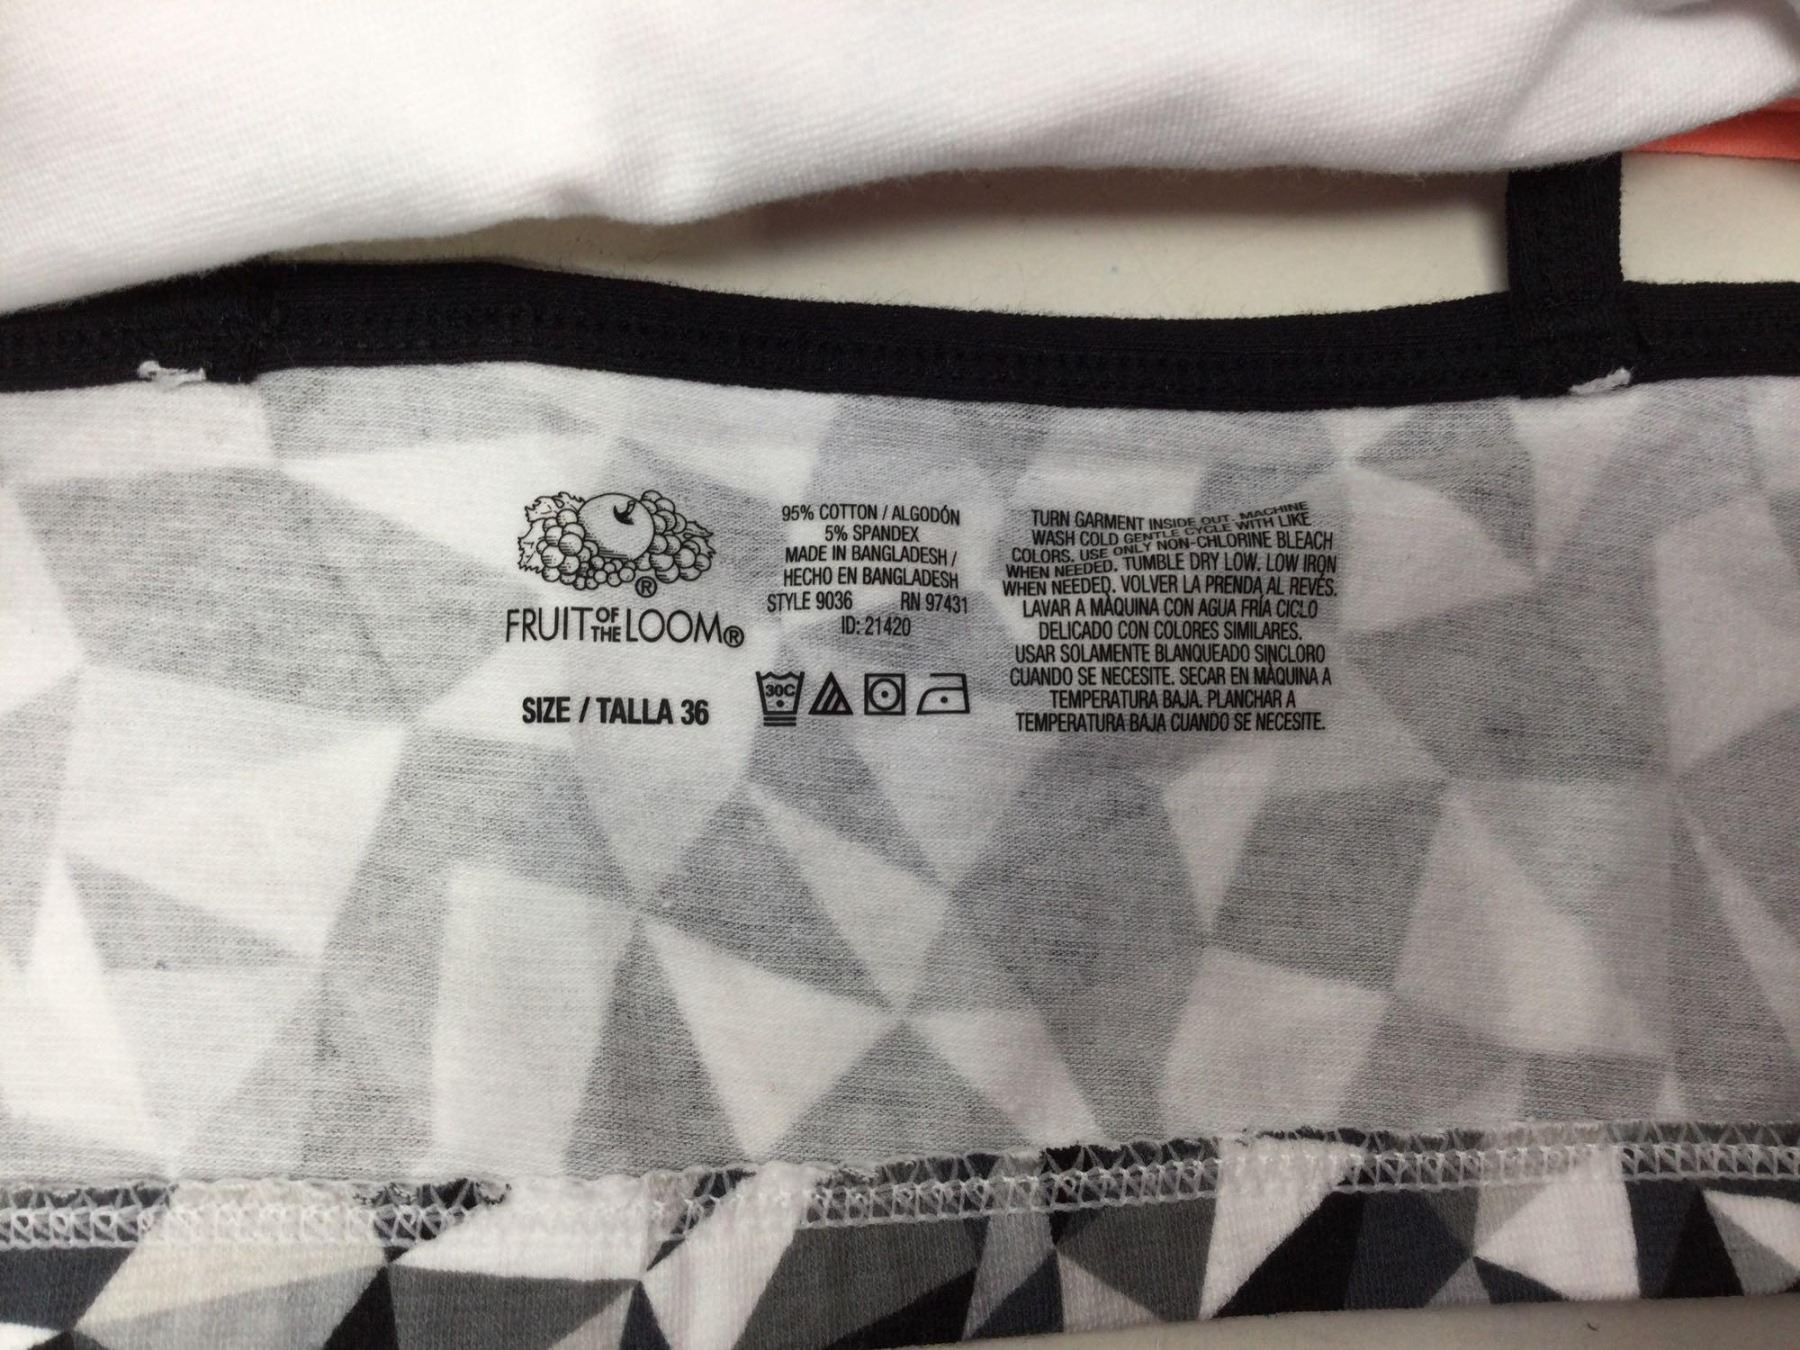 ®
FRUIT OF THE LOOM®
SIZE / TALLA 36
95% COTTON / ALGODÓN
5% SPANDEX
MADE IN BANGLADESH /
HECHO EN BANGLADESH
STYLE 9036 RN 97431
ID: 21420
30C
TURN GARMENT INSIDE OUT. MACHINE
WASH COLD GENTLE CYCLE WITH LIKE
COLORS. USE ONLY NON-CHLORINE BLEACH
WHEN NEEDED. TUMBLE DRY LOW. LOW IRON
WHEN NEEDED. VOLVER LA PRENDA AL REVÉS.
LAVAR A MÁQUINA CON AGUA FRÍA CICLO
DELICADO CON COLORES SIMILARES.
USAR SOLAMENTE BLANQUEADO SINCLORO
CUANDO SE NECESITE. SECAR EN MÁQUINA A
TEMPERATURA BAJA. PLANCHAR A
TEMPERATURA BAJA CUANDO SE NECESITE.